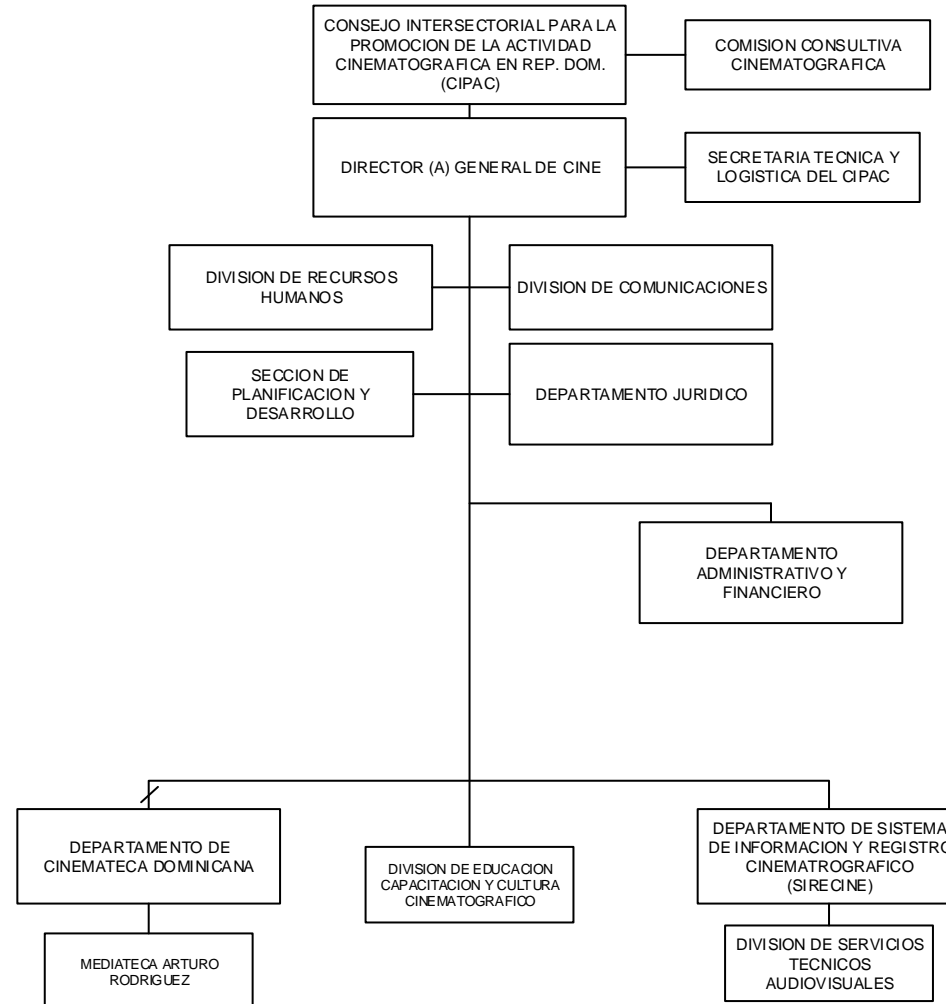 CONSEJO INTERSECTORIAL PARA LA
PROMOCION DE LA ACTIVIDAD
CINEMATOGRAFICA EN REP. DOM.
(CIPAC)
COMISION CONSULTIVA
CINEMATOGRAFICA
DIRECTOR (A) GENERAL DE CINE
SECRETARIA TECNICA Y
LOGISTICA DEL CIPAC
DIVISION DE RECURSOS
HUMANOS
DIVISION DE COMUNICACIONES
SECCION DE
PLANIFICACION Y
DESARROLLO
DEPARTAMENTO JURIDICO
DEPARTAMENTO
ADMINISTRATIVO Y
FINANCIERO
DEPARTAMENTO DE
CINEMATECA DOMINICANA
DIVISION DE EDUCACION
CAPACITACION Y CULTURA
CINEMATOGRAFICO
DEPARTAMENTO DE SISTEMA
DE INFORMACION Y REGISTRO
CINEMATROGRAFICO
(SIRECINE)
MEDIATECA ARTURO
RODRIGUEZ
DIVISION DE SERVICIOS
TECNICOS
AUDIOVISUALES